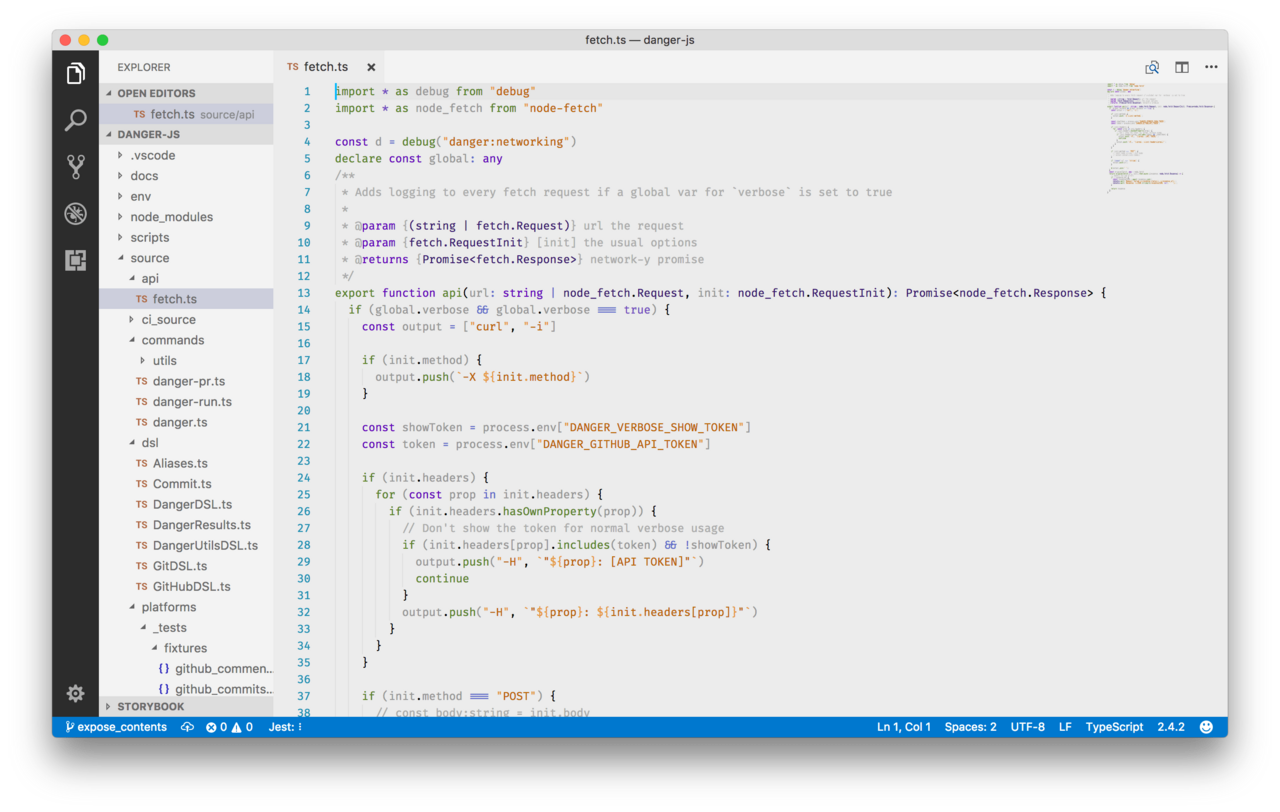 fetch.ts — danger-js
EXPLORER
OPEN EDITORS
TS fetch.ts source/api
DANGER-JS
.vscode
docs
env
node_modules
scripts
source
api
TS fetch.ts
ci_source
commands
utils
TS danger-pr.ts
TS danger-run.ts
TS danger.ts
dsl
TS Aliases.ts
TS Commit.ts
TS DangerDSL.ts
TS DangerResults.ts
TS DangerUtilsDSL.ts
TS GitDSL.ts
TS GitHubDSL.ts
platforms
_tests
fixtures
{} github_commen...
{} github_commits...
STORYBOOK
TS fetch.ts
1 import * as debug from "debug"
2 import * as node_fetch from "node-fetch"
3
4 const d = debug("danger:networking")
5 declare const global: any
6 /**
7 * Adds logging to every fetch request if a global var for `verbose` is set to true
8 *
9 * @param {(string | fetch.Request)} url the request
10 * @param {fetch.RequestInit} [init] the usual options
11 * @returns {Promise<fetch.Response>} network-y promise
12 */
13 export function api(url: string | node_fetch.Request, init: node_fetch.RequestInit): Promise<node_fetch.Response> {
14 if (global.verbose && global.verbose === true) {
15 const output = ["curl", "-i"]
16
17 if (init.method) {
18 output.push(`-X ${init.method}`)
19 }
20
21 const showToken = process.env["DANGER_VERBOSE_SHOW_TOKEN"]
22 const token = process.env["DANGER_GITHUB_API_TOKEN"]
23
24 if (init.headers) {
25 for (const prop in init.headers) {
26 if (init.headers.hasOwnProperty(prop)) {
27 // Don't show the token for normal verbose usage
28 if (init.headers[prop].includes(token) && !showToken) {
29 output.push("-H", `"${prop}: [API TOKEN]"`)
30 continue
31 }
32 output.push("-H", `"${prop}: ${init.headers[prop]}"`)
33 }
34 }
35 }
36
37 if (init.method === "POST") {
38 // const body:string = init.body
expose_contents 0 0 Jest: Ln 1, Col 1 Spaces: 2 UTF-8 LF TypeScript 2.4.2